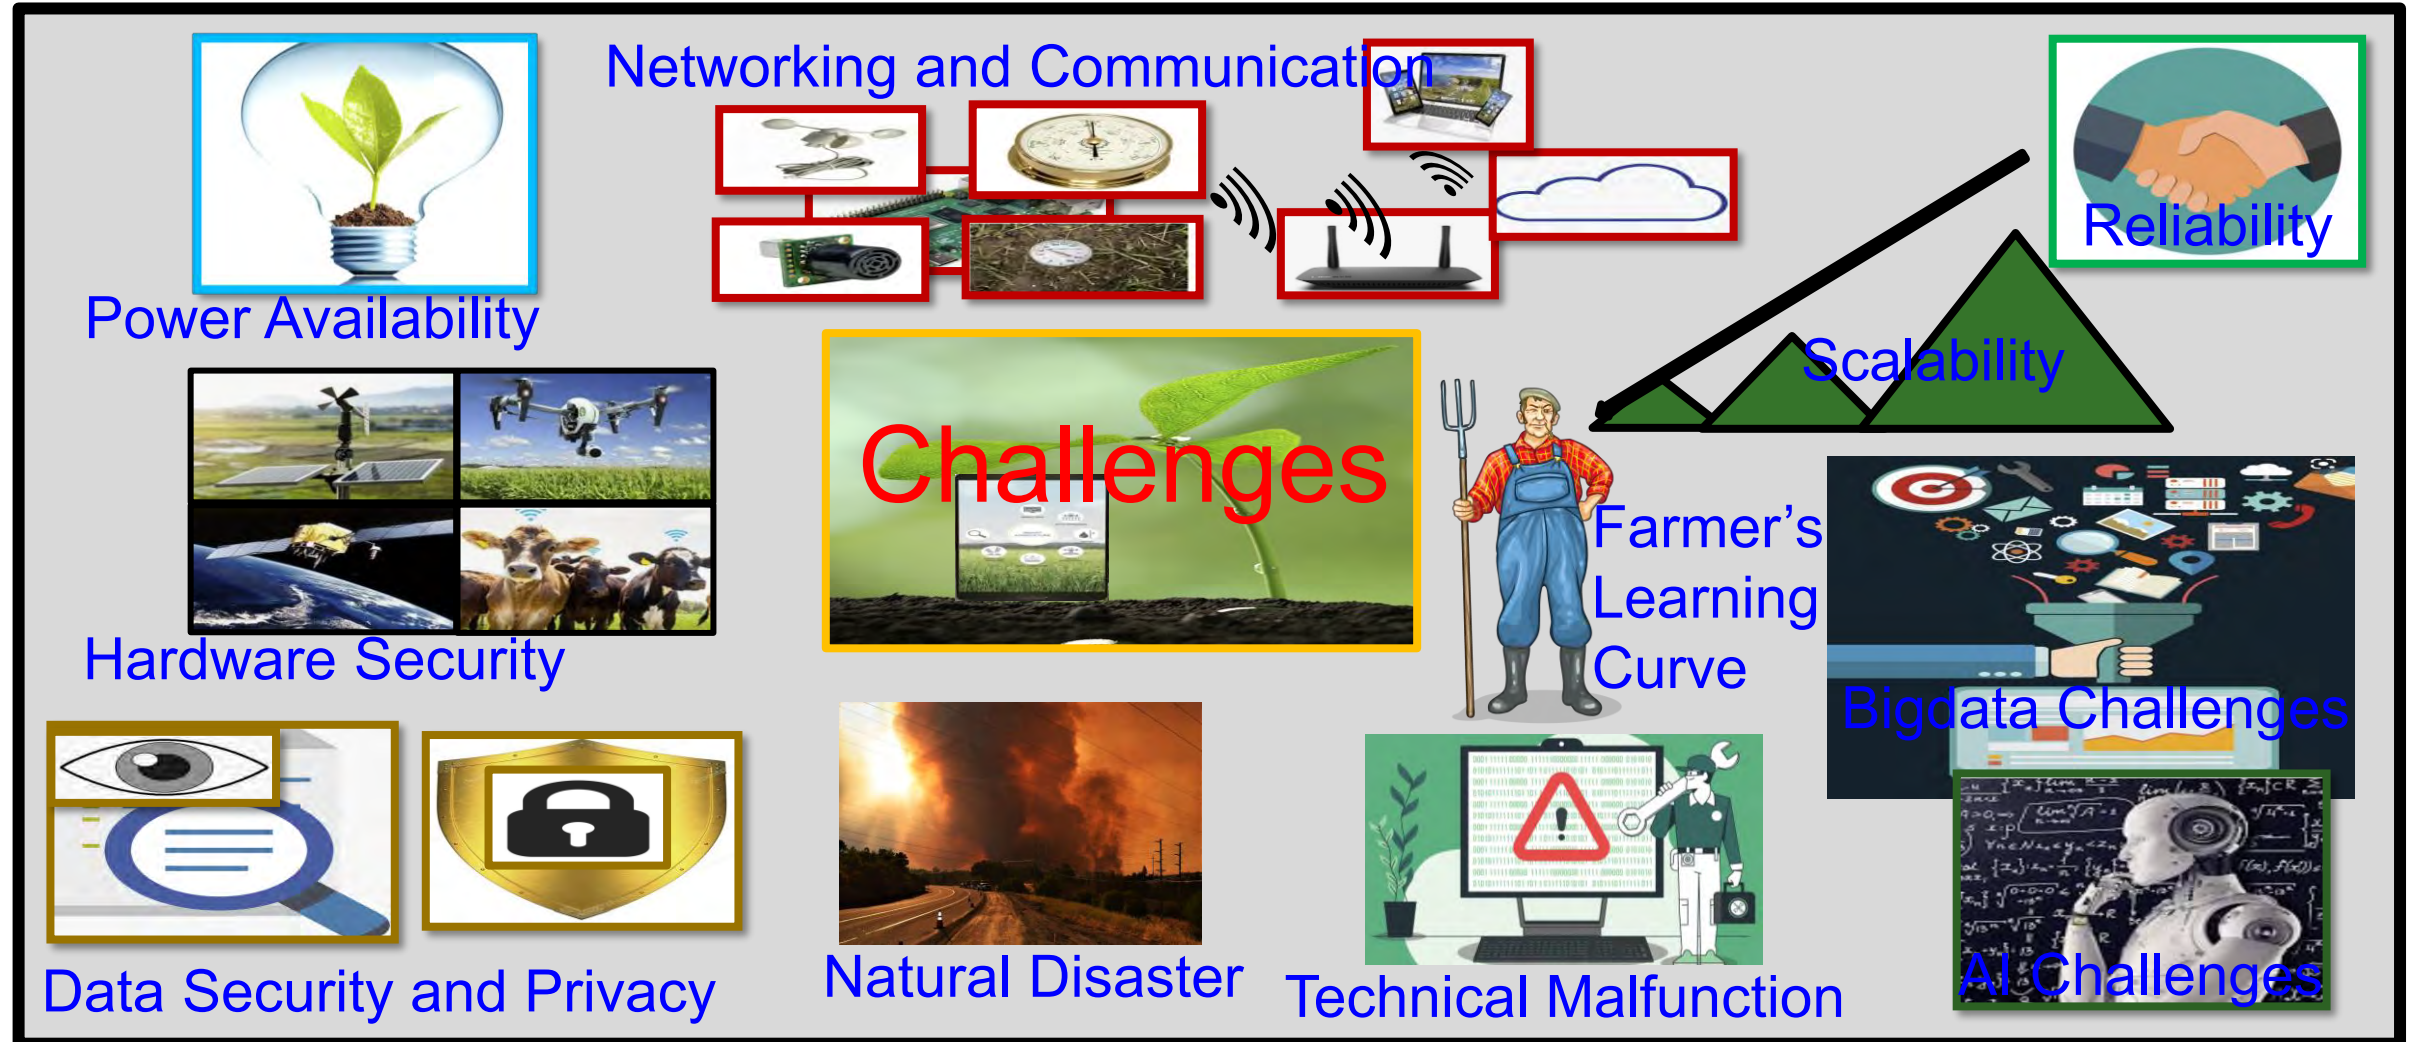 Networking and Communication
Reliability
Power Availability
Scalability
Challenges
Farmer’s
Learning
Curve
Hardware Security
Bigdata Challenges
Data Security and Privacy
Natural Disaster
Technical Malfunction
AI Challenges